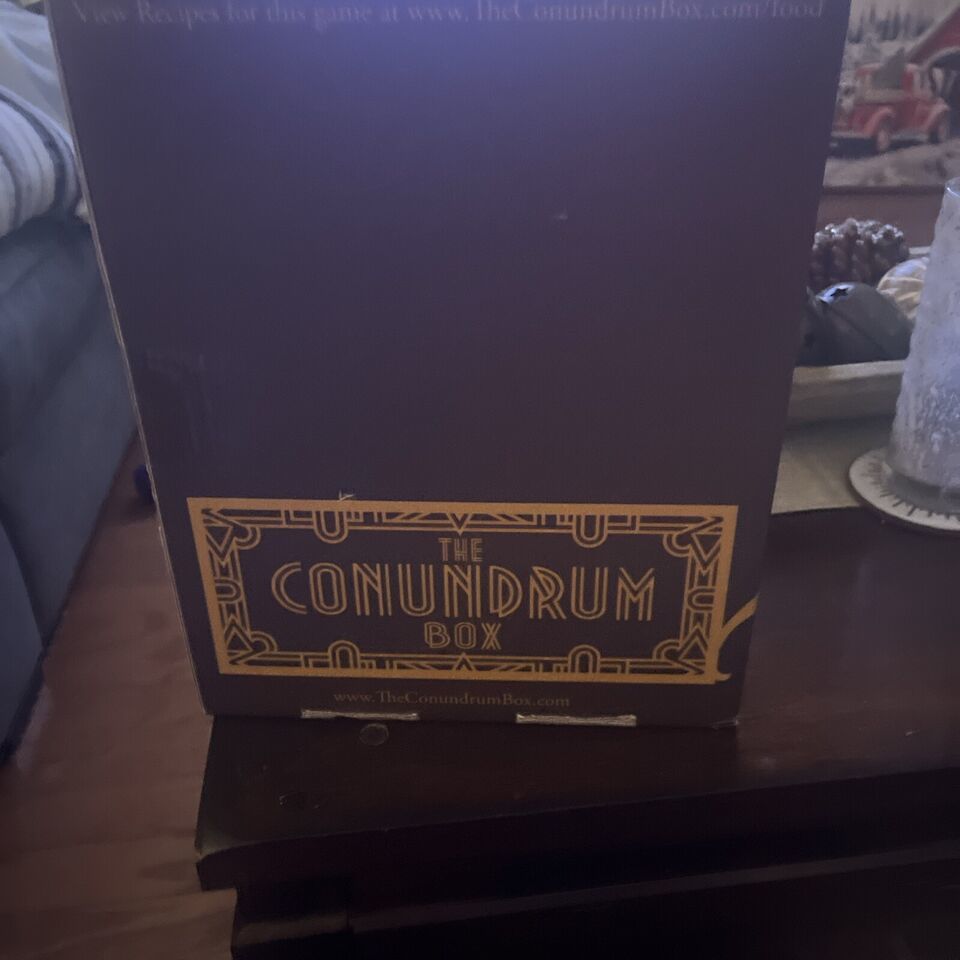 View Recipes for this game at www.TheConundrumBox.com/food
THE
CONUNDRUM
BOX
www.TheConundrumBox.com